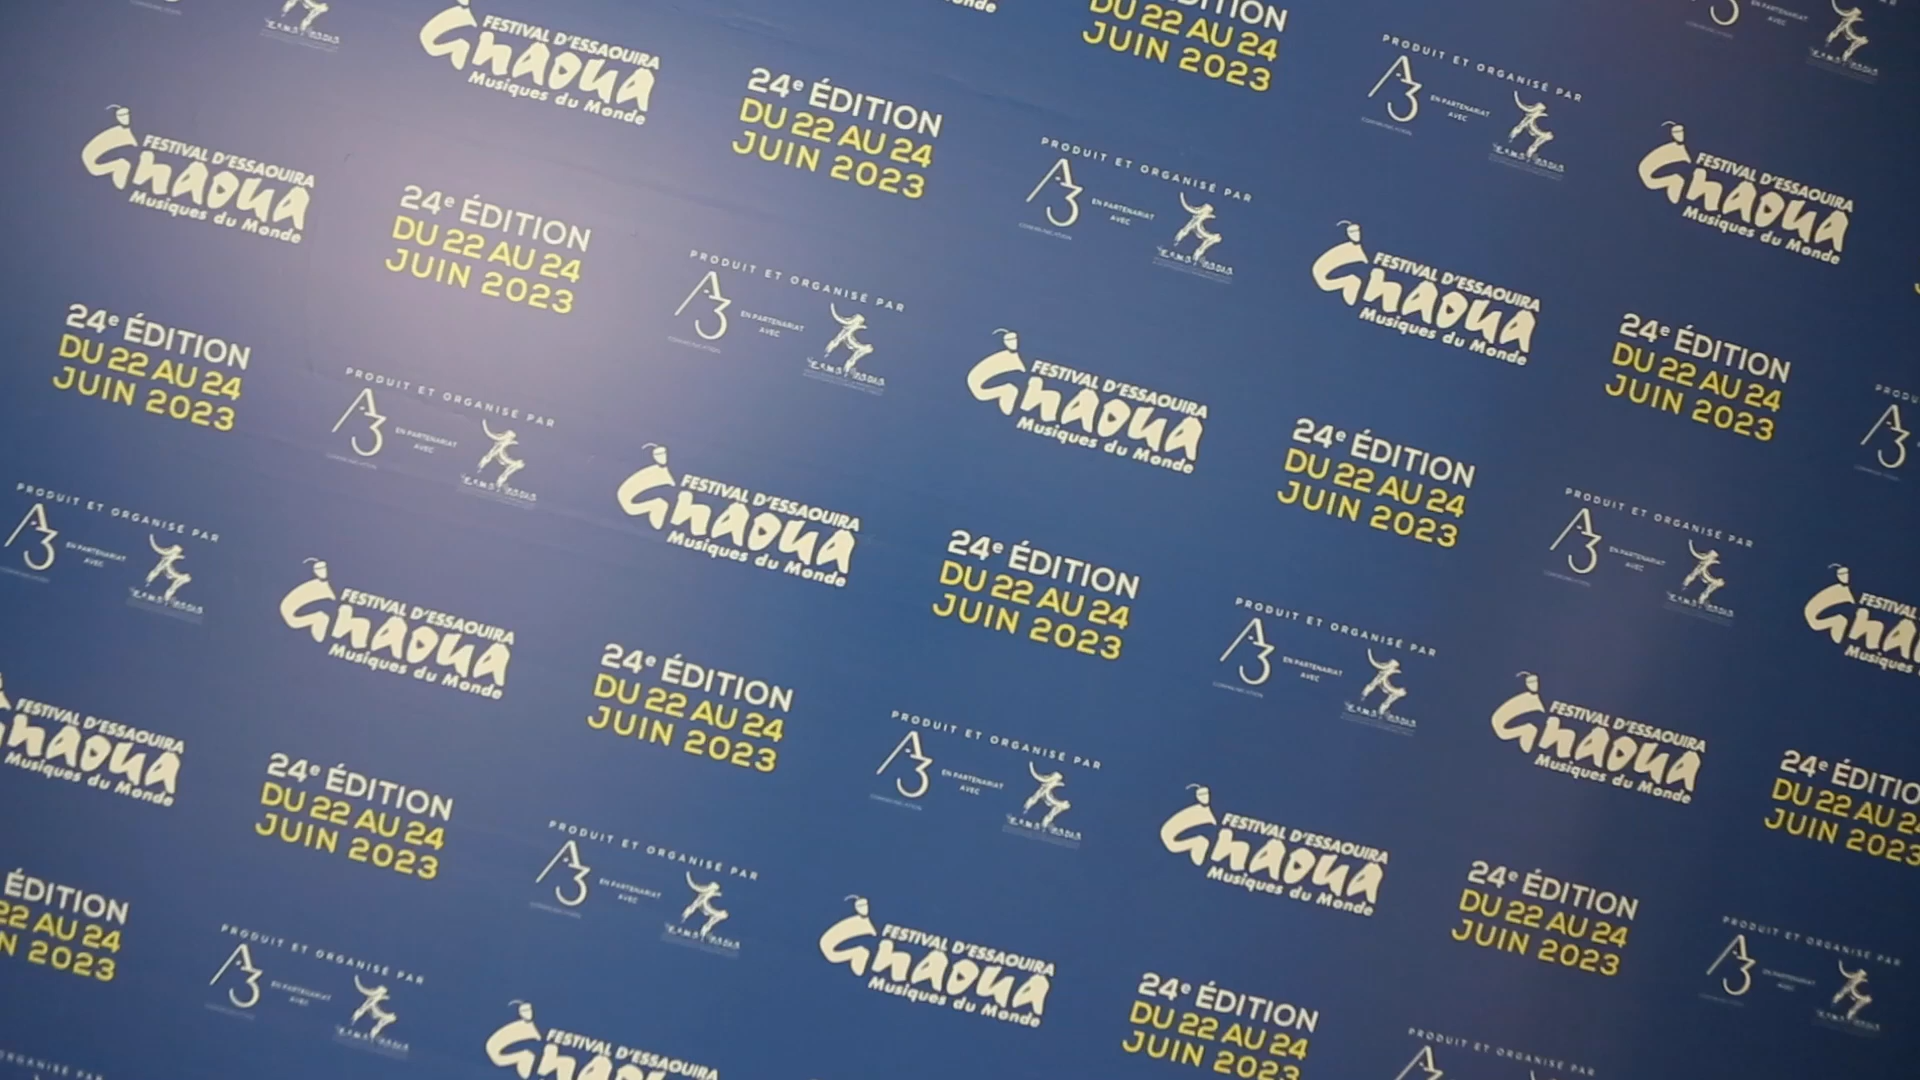 FESTIVAL D'ESSAOUIRA
Gnaoua
Musiques du Monde
24e ÉDITION
DU 22 AU 24
JUIN 2023
PRODUIT ET ORGANISÉ PAR
A3
COMMUNICATION
EN PARTENARIAT
AVEC